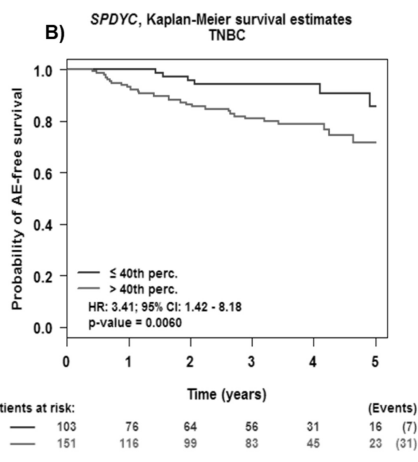 SPDYC, Kaplan-Meier survival estimates
B)
TNBC
Probability of AE-free survival
1.0
0.8
0.6
0.4
0.2
0.0
≤ 40th perc.
> 40th perc.
HR: 3.41; 95% CI: 1.42 - 8.18
p-value = 0.0060
0 1 2 3 4 5
Time (years)
tients at risk: (Events)
103 76 64 56 31 16 (7)
151 116 99 83 45 23 (31)